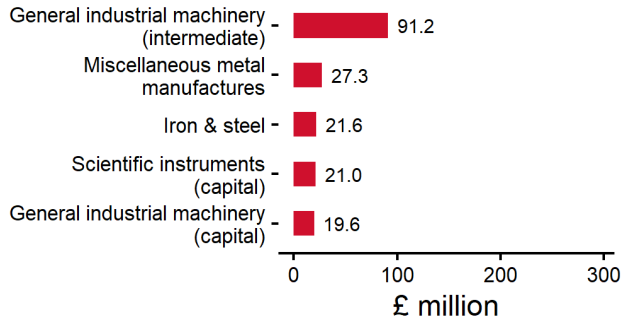 General industrial machinery
(intermediate)
91.2
Miscellaneous metal
manufactures
27.3
Iron & steel
21.6
Scientific instruments
(capital)
21.0
General industrial machinery
(capital)
19.6
0 100 200 300
£ million